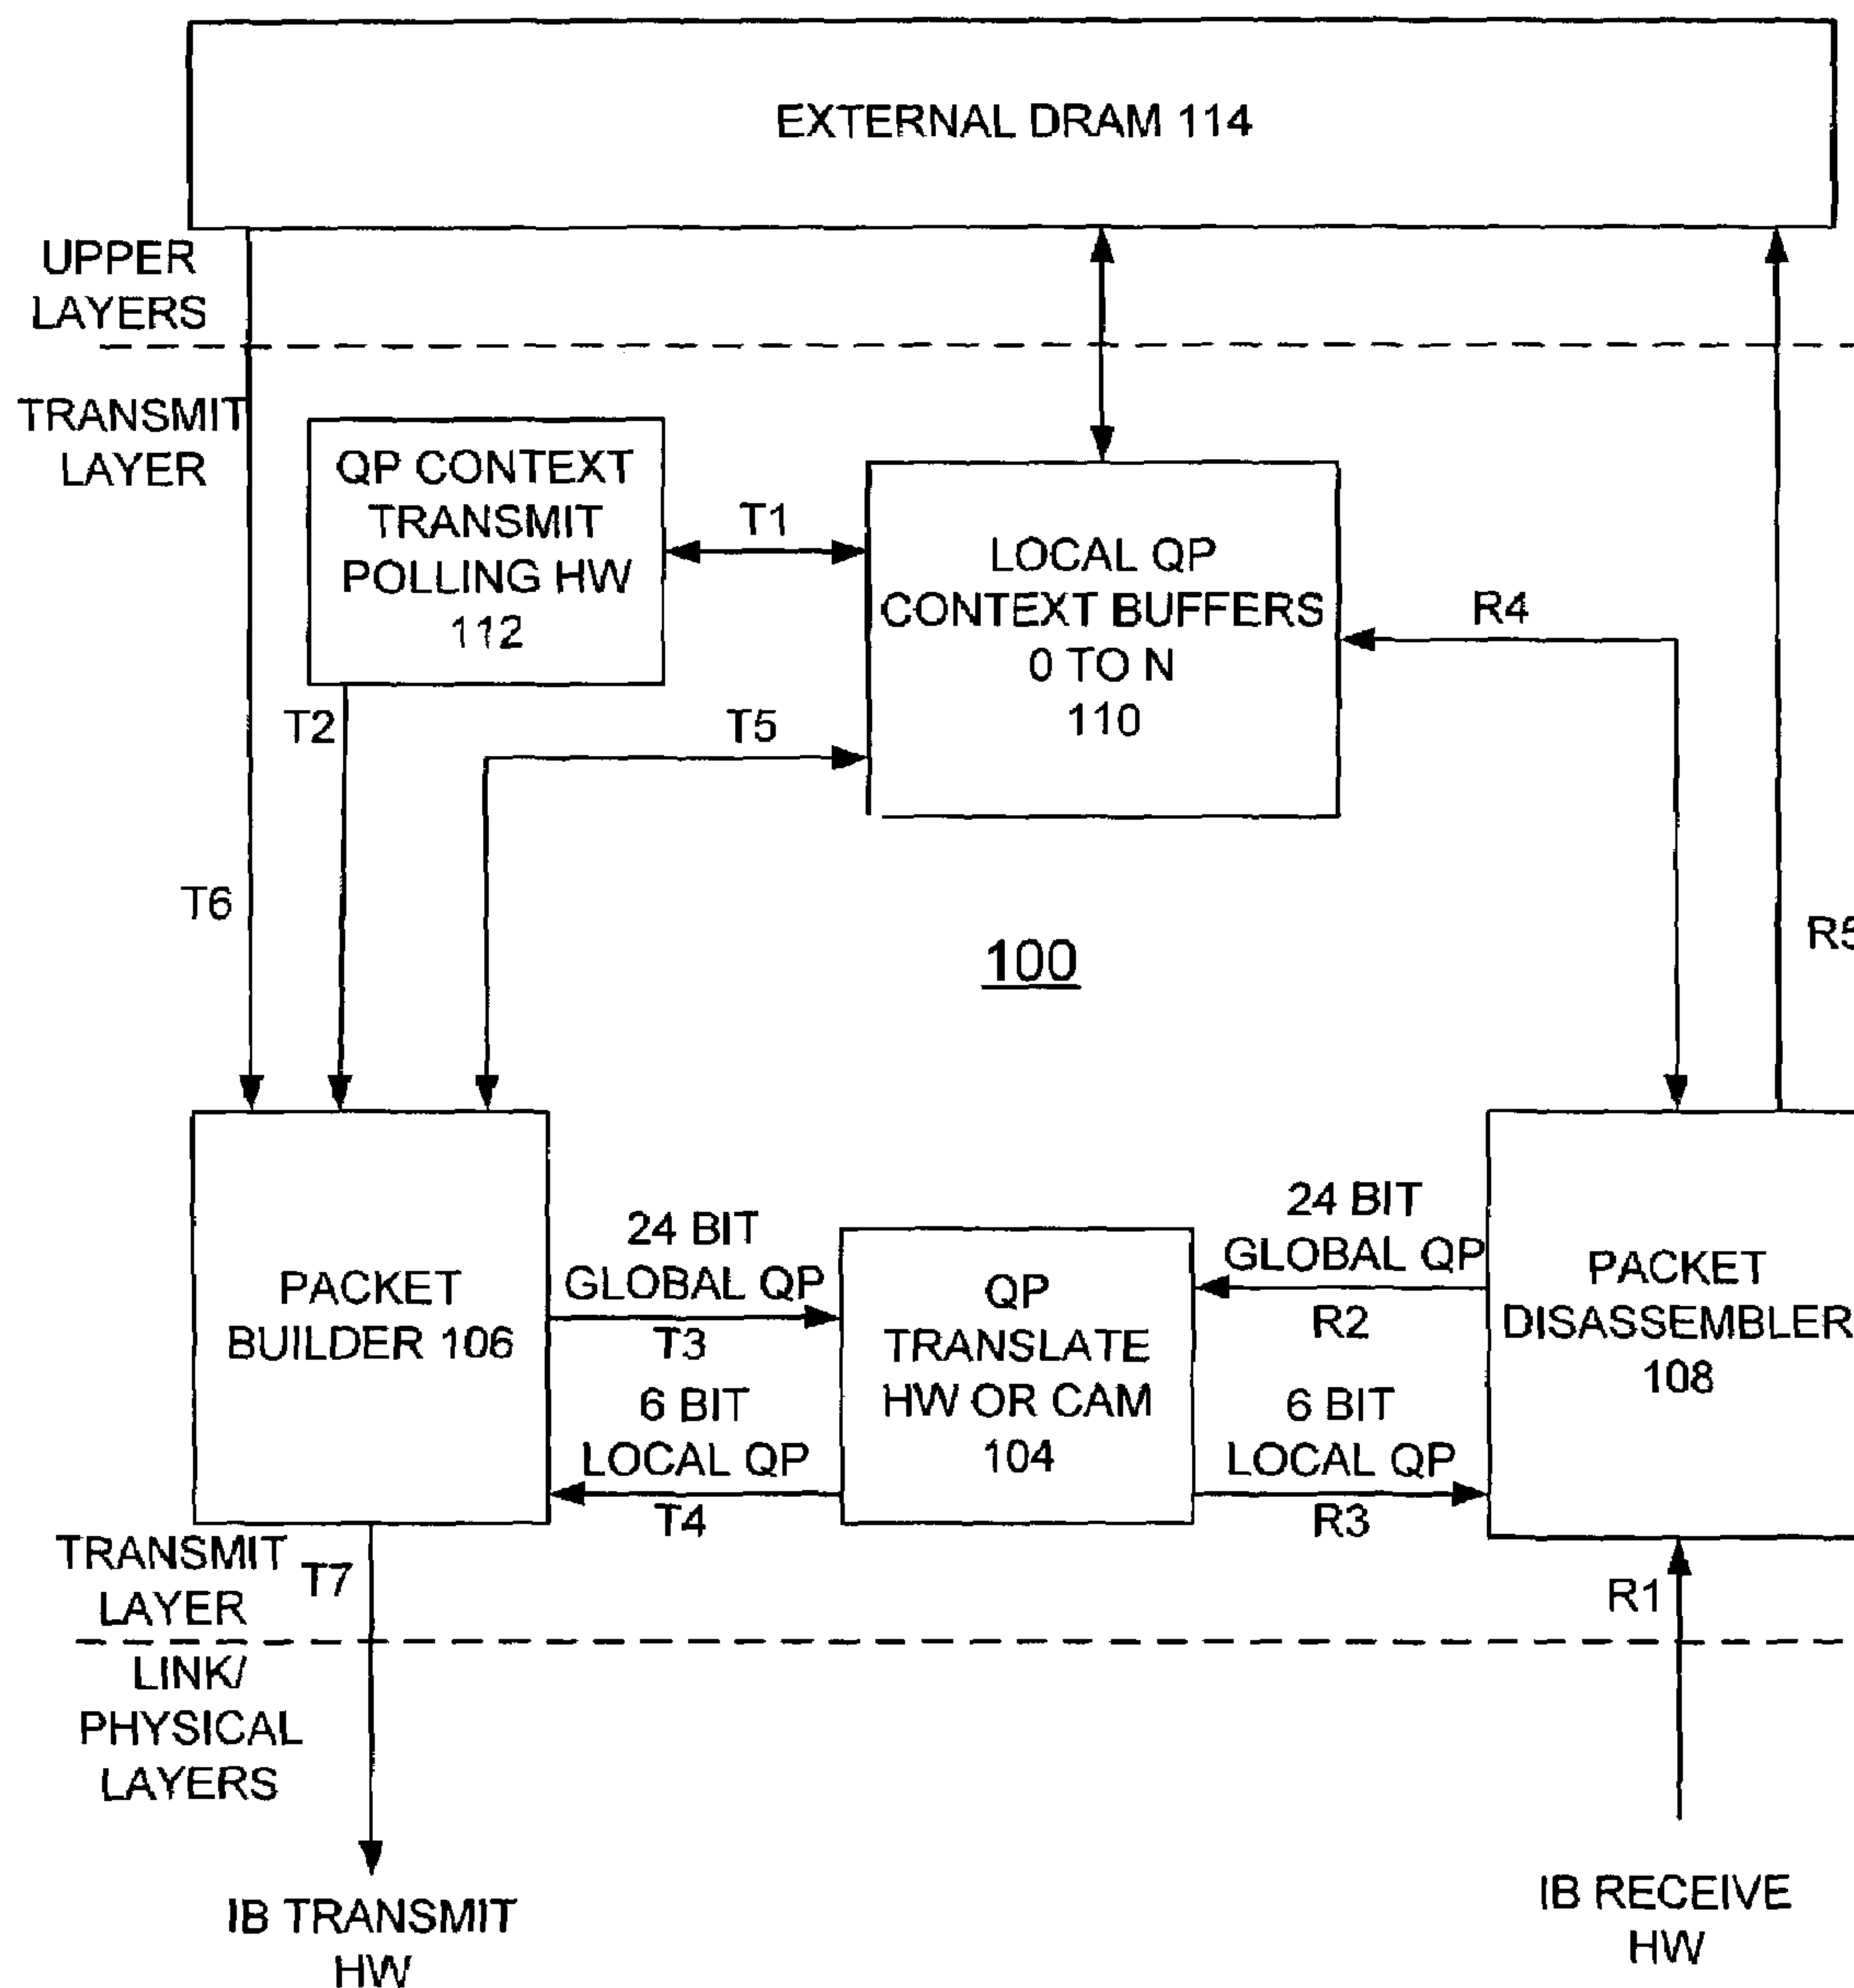 EXTERNAL DRAM 114
UPPER
LAYERS
TRANSMIT
LAYER
QP CONTEXT
TRANSMIT
POLLING HW
112
T1
LOCAL QP
CONTEXT BUFFERS
0 TO N
110
R4
T2
T5
T6
100
R5
PACKET
BUILDER 106
24 BIT
GLOBAL QP
T3
6 BIT
LOCAL QP
T4
QP
TRANSLATE
HW OR CAM
104
24 BIT
GLOBAL QP
R2
6 BIT
LOCAL QP
R3
PACKET
DISASSEMBLER
108
TRANSMIT
LAYER
T7
R1
LINK/
PHYSICAL
LAYERS
IB TRANSMIT
HW
IB RECEIVE
HW